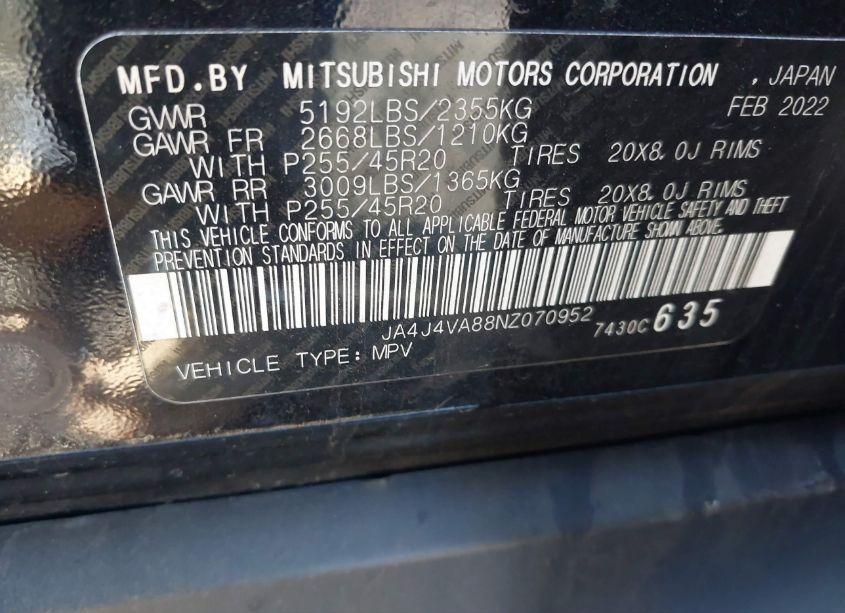 MFD.BY MITSUBISHI MOTORS CORPORATION , JAPAN
GVWR 5192LBS/2355KG FEB 2022
GAWR FR 2668LBS/1210KG
WITH P255/45R20 TIRES 20X8.0J RIMS
GAWR RR 3009LBS/1365KG
WITH P255/45R20 TIRES 20X8.0J RIMS
THIS VEHICLE CONFORMS TO ALL APPLICABLE FEDERAL MOTOR VEHICLE SAFETY AND THEFT
PREVENTION STANDARDS IN EFFECT ON THE DATE OF MANUFACTURE SHOWN ABOVE.
JA4J4VA88NZ070952 7430C 635
VEHICLE TYPE: MPV